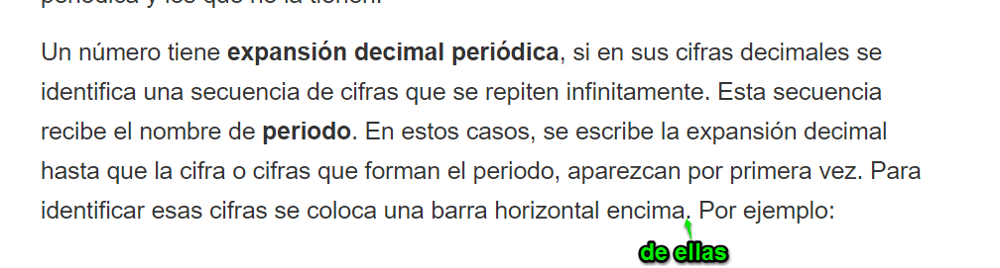 periódica y los que no la tienen.
Un número tiene expansión decimal periódica, si en sus cifras decimales se
identifica una secuencia de cifras que se repiten infinitamente. Esta secuencia
recibe el nombre de periodo. En estos casos, se escribe la expansión decimal
hasta que la cifra o cifras que forman el periodo, aparezcan por primera vez. Para
identificar esas cifras se coloca una barra horizontal encima. Por ejemplo:
de ellas